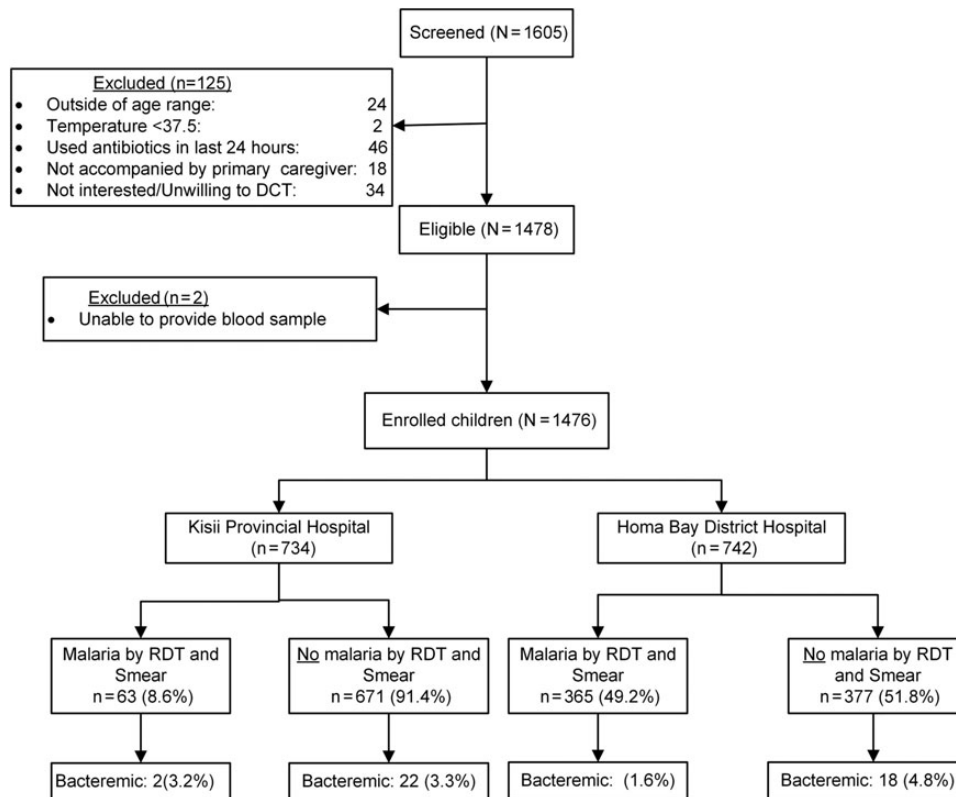 Screened (N = 1605)
Excluded (n=125)
• Outside of age range: 24
• Temperature <37.5: 2
• Used antibiotics in last 24 hours: 46
• Not accompanied by primary caregiver: 18
• Not interested/Unwilling to DCT: 34
Eligible (N = 1478)
Excluded (n = 2)
• Unable to provide blood sample
Enrolled children (N = 1476)
Kisii Provincial Hospital
(n = 734)
Homa Bay District Hospital
(n = 742)
Malaria by RDT and
Smear
n = 63 (8.6%)
No malaria by RDT and
Smear
n = 671 (91.4%)
Malaria by RDT and
Smear
n = 365 (49.2%)
No malaria by RDT
and Smear
n = 377 (51.8%)
Bacteremic: 2(3.2%)
Bacteremic: 22 (3.3%)
Bacteremic: (1.6%)
Bacteremic: 18 (4.8%)